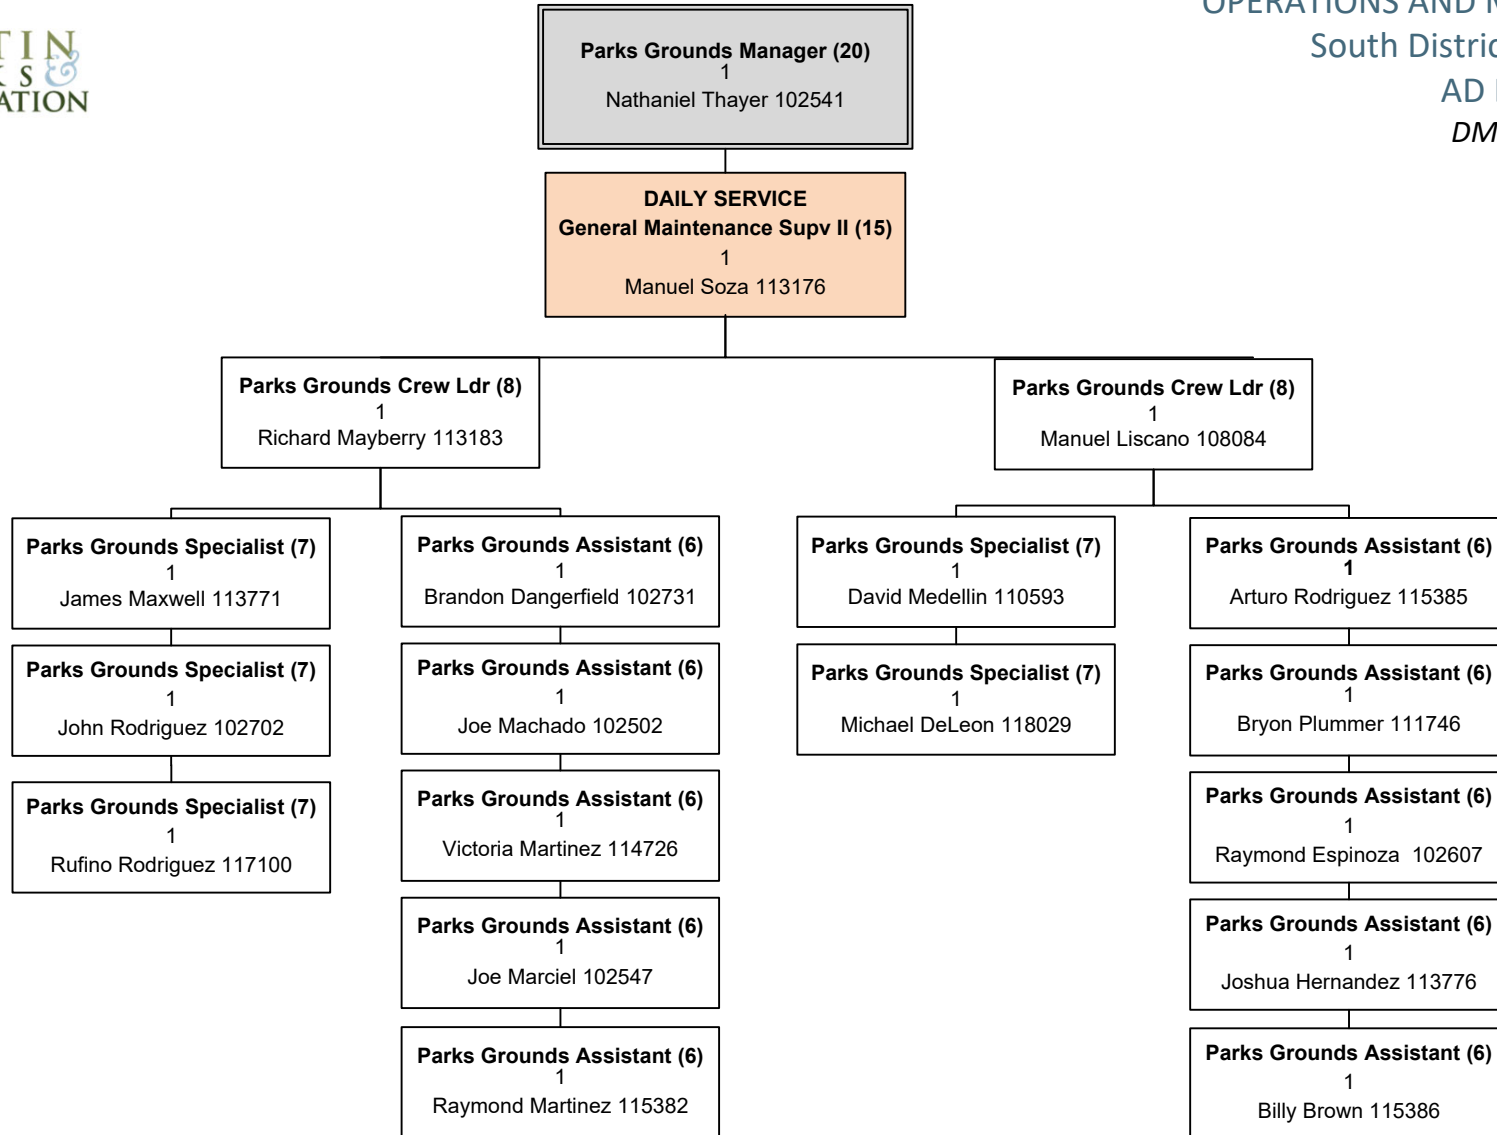 Parks Grounds Manager (20)
1
Nathaniel Thayer 102541
OPERATIONS AND
South Distric
AD
DM
TIN
KS &
ATION
DAILY SERVICE
General Maintenance Supv II (15)
1
Manuel Soza 113176
Parks Grounds Crew Ldr (8)
1
Richard Mayberry 113183
Parks Grounds Crew Ldr (8)
1
Manuel Liscano 108084
Parks Grounds Specialist (7)
1
James Maxwell 113771
Parks Grounds Specialist (7)
1
John Rodriguez 102702
Parks Grounds Specialist (7)
1
Rufino Rodriguez 117100
Parks Grounds Assistant (6)
1
Brandon Dangerfield 102731
Parks Grounds Assistant (6)
1
Joe Machado 102502
Parks Grounds Assistant (6)
1
Victoria Martinez 114726
Parks Grounds Assistant (6)
1
Joe Marciel 102547
Parks Grounds Assistant (6)
1
Raymond Martinez 115382
Parks Grounds Specialist (7)
1
David Medellin 110593
Parks Grounds Specialist (7)
1
Michael DeLeon 118029
Parks Grounds Assistant (6)
1
Arturo Rodriguez 115385
Parks Grounds Assistant (6)
1
Bryon Plummer 111746
Parks Grounds Assistant (6)
1
Raymond Espinoza 102607
Parks Grounds Assistant (6)
1
Joshua Hernandez 113776
Parks Grounds Assistant (6)
1
Billy Brown 115386